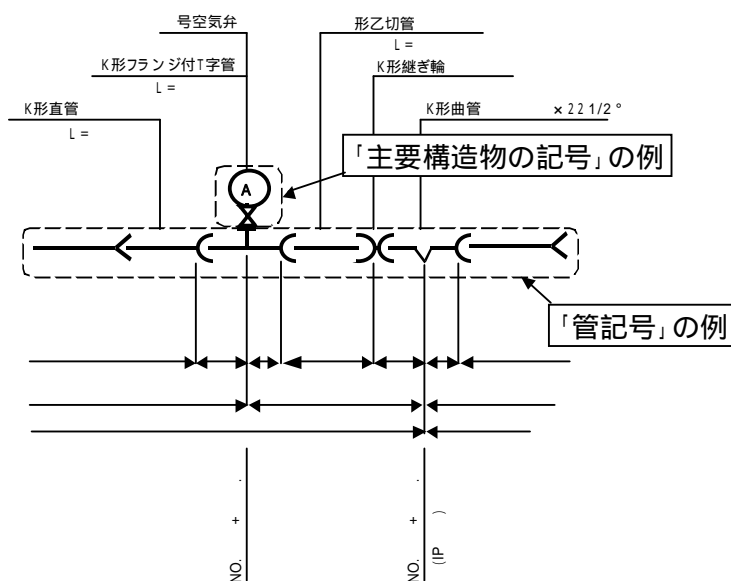 号空気弁
形乙切管
L =
K形フランジ付T字管
L =
K形継ぎ輪
K形直管
L =
K形曲管 × 22 1/2 °
「主要構造物の記号」の例
A
「管記号」の例
NO. + .
NO. + .
(IP )